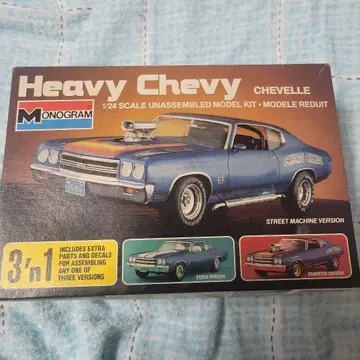 Heavy Chevy CHEVELLE
1/24 SCALE UNASSEMBLED MODEL KIT • MODELE REDUIT
MONOGRAM
STREET MACHINE VERSION
3'n1
INCLUDES EXTRA
PARTS AND DECALS
FOR ASSEMBLING
ANY ONE OF
THREE VERSIONS
STOCK VERSION
DRAGSTER VERSION